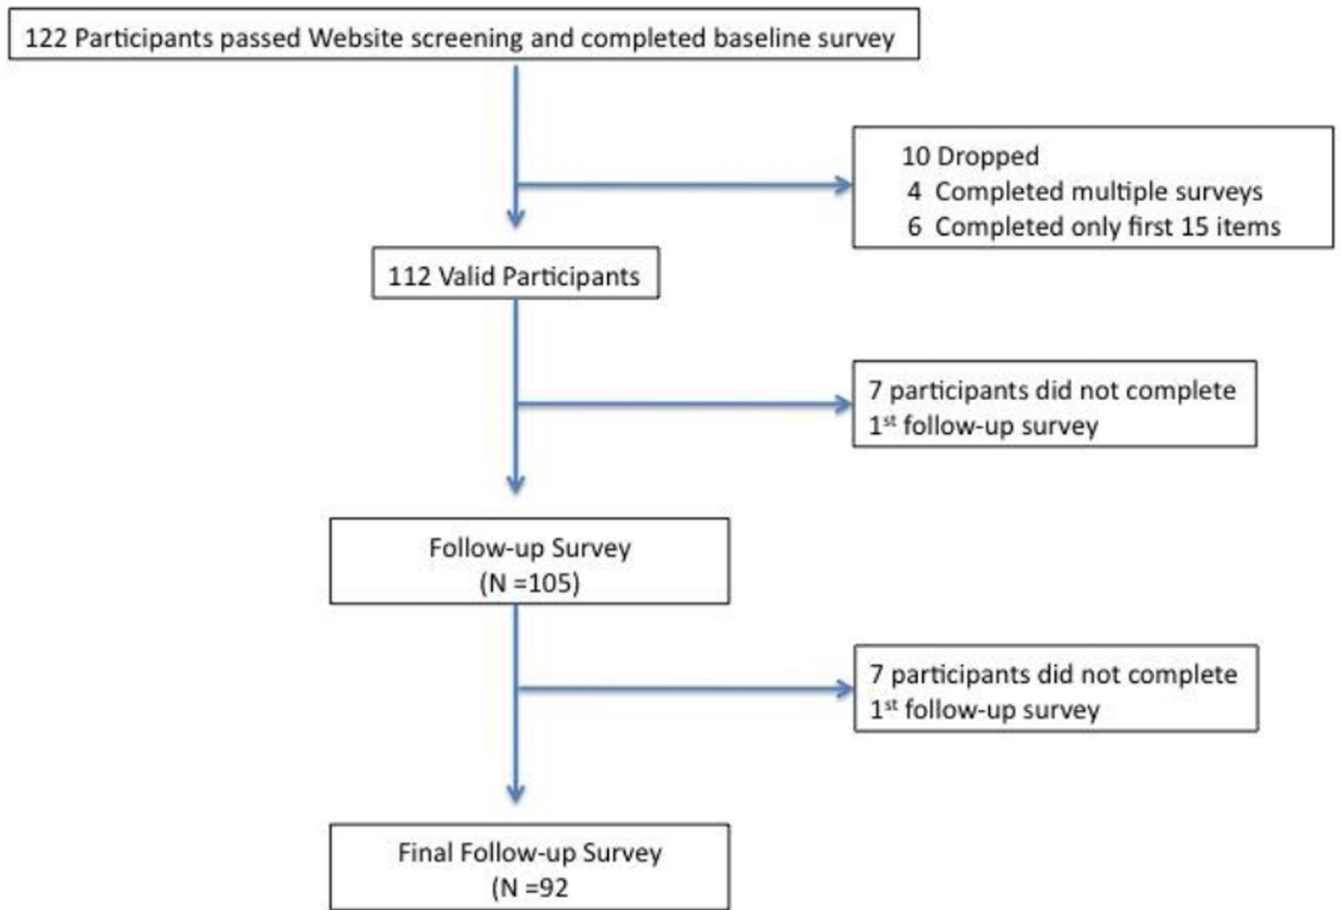 122 Participants passed Website screening and completed baseline survey
10 Dropped
4 Completed multiple surveys
6 Completed only first 15 items
112 Valid Participants
7 participants did not complete
1st follow-up survey
Follow-up Survey
(N =105)
7 participants did not complete
1st follow-up survey
Final Follow-up Survey
(N =92